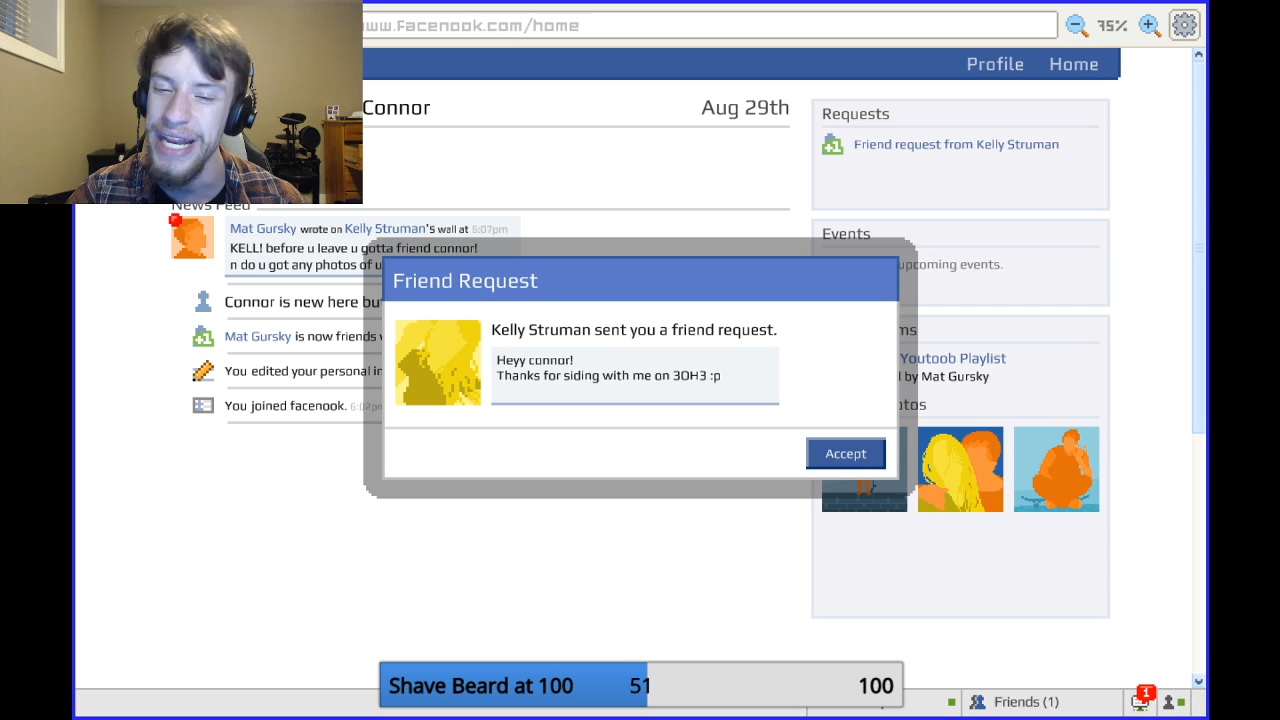 ww.facenook.com/home
75%
Profile Home
Connor
Aug 29th
Requests
Friend request from Kelly Struman
News Feed
Mat Gursky wrote on Kelly Struman's wall at 6:07pm
KELL! before u leave u gotta friend connor!
n do u got any photos of u
Events
upcoming events.
Friend Request
Kelly Struman sent you a friend request.
Heyy connor!
Thanks for siding with me on 3OH3 :p
Accept
Connor is new here bu
Mat Gursky is now friends
You edited your personal in
You joined facenook. 6:02pm
ms
Youtoob Playlist
l by Mat Gursky
otos
Shave Beard at 100 51 100
Friends (1)
1